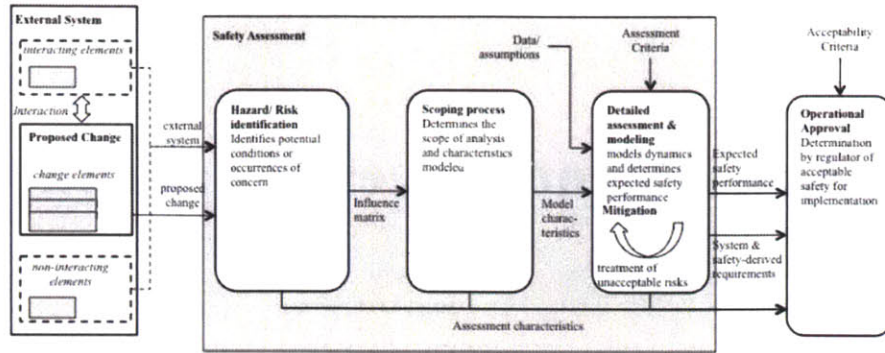 External System
interacting elements
Interaction
Proposed Change
change elements
non-interacting
elements
external
system
proposed
change
Safety Assessment
Hazard/ Risk
identification
Identifies potential
conditions or
occurrences of
concern
Influence
matrix
Scoping process
Determines the
scope of analysis
and characteristics
modeled
Model
charac-
teristics
Data/
assumptions
Assessment
Criteria
Detailed
assessment &
modeling
models dynamics
and determines
expected safety
performance
Mitigation
treatment of
unacceptable risks
Assessment characteristics
Expected
safety
performance
System &
safety-derived
requirements
Acceptability
Criteria
Operational
Approval
Determination
by regulator of
acceptable
safety for
implementation